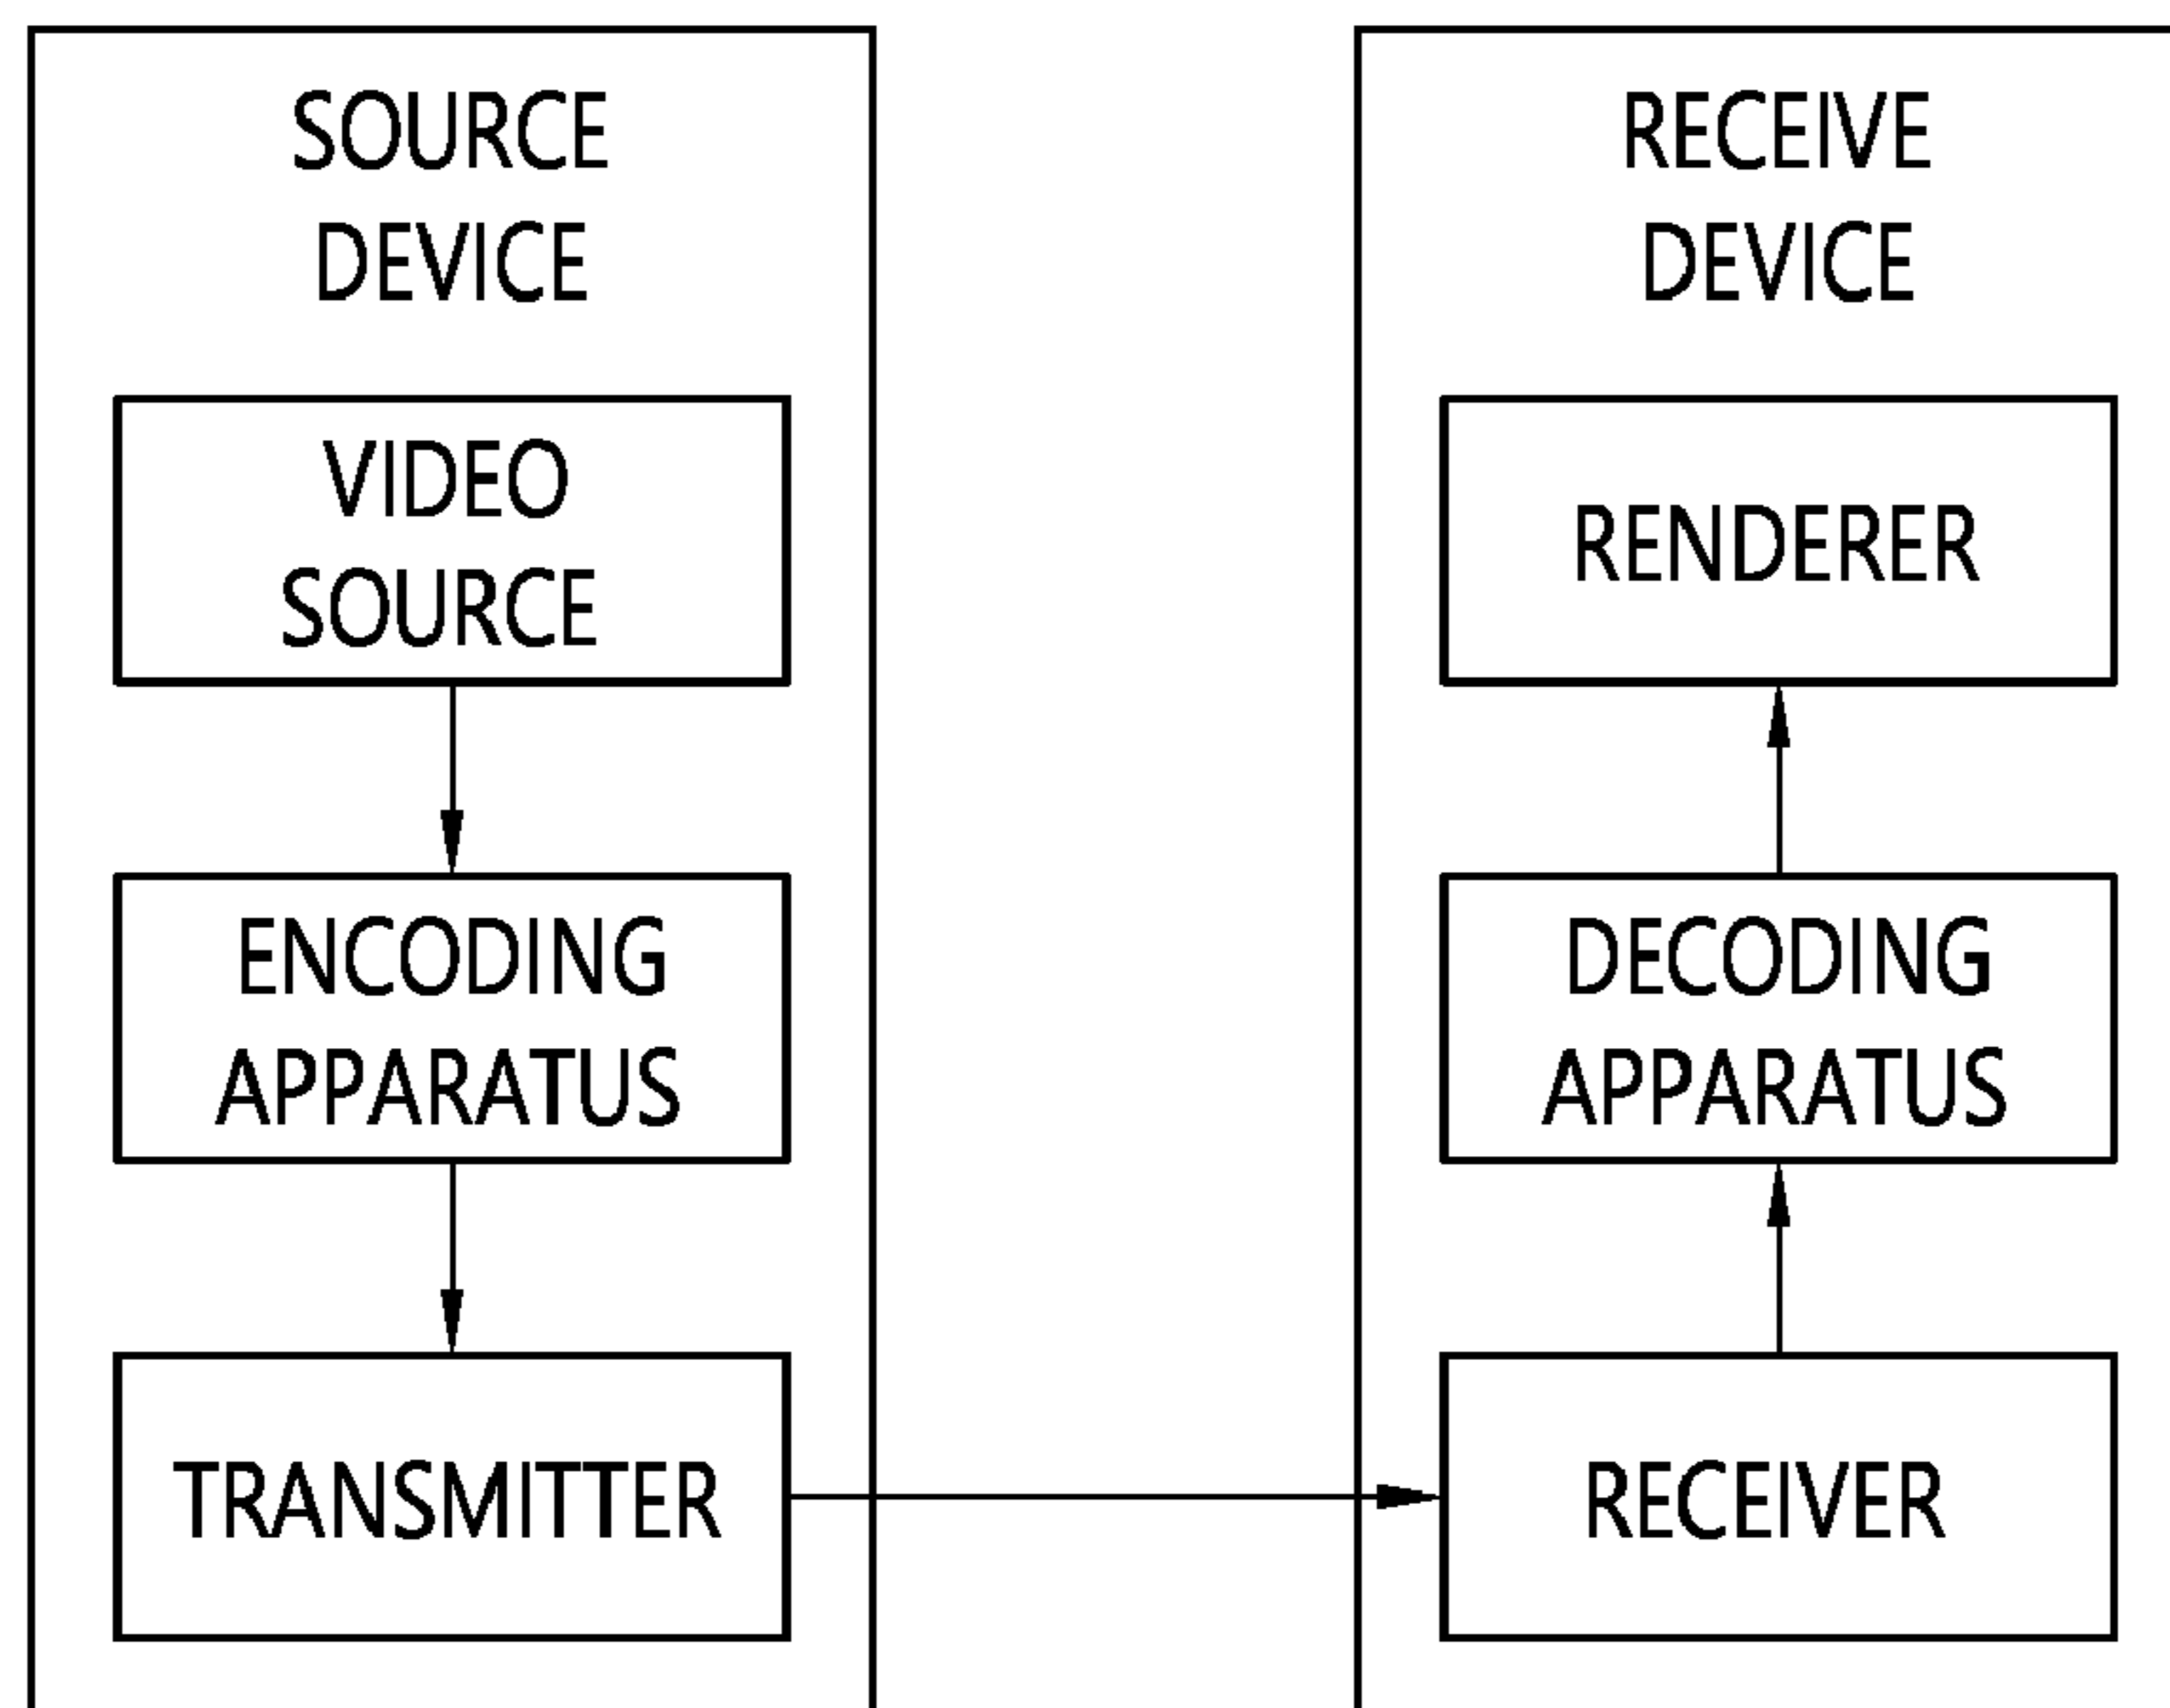 SOURCE
DEVICE
VIDEO
SOURCE
ENCODING
APPARATUS
TRANSMITTER
RECEIVE
DEVICE
RENDERER
DECODING
APPARATUS
RECEIVER